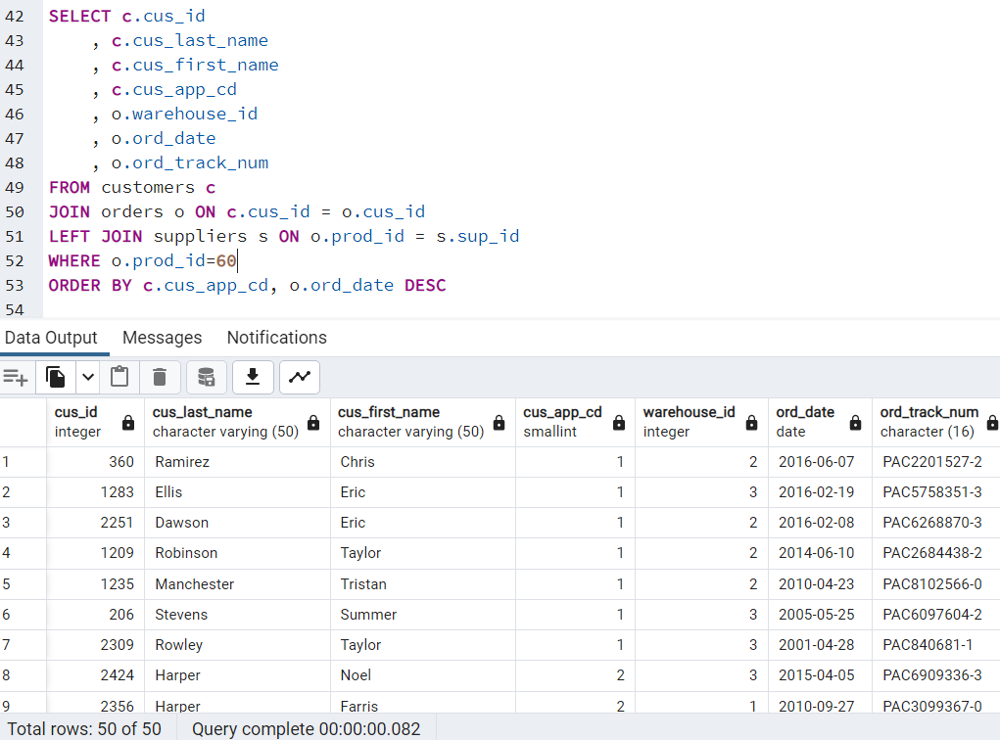 42 SELECT c.cus_id
43 , c.cus_last_name
44 , c.cus_first_name
45 , c.cus_app_cd
46 , o.warehouse_id
47 , o.ord_date
48 , o.ord_track_num
49 FROM customers c
50 JOIN orders o ON c.cus_id = o.cus_id
51 LEFT JOIN suppliers s ON o.prod_id = s.sup_id
52 WHERE o.prod_id=60
53 ORDER BY c.cus_app_cd, o.ord_date DESC
54
Data Output Messages Notifications
cus_id cus_last_name cus_first_name cus_app_cd warehouse_id ord_date ord_track_num
integer character varying (50) character varying (50) smallint integer date character (16)
1 360 Ramirez Chris 1 2 2016-06-07 PAC2201527-2
2 1283 Ellis Eric 1 3 2016-02-19 PAC5758351-3
3 2251 Dawson Eric 1 2 2016-02-08 PAC6268870-3
4 1209 Robinson Taylor 1 2 2014-06-10 PAC2684438-2
5 1235 Manchester Tristan 1 2 2010-04-23 PAC8102566-0
6 206 Stevens Summer 1 3 2005-05-25 PAC6097604-2
7 2309 Rowley Taylor 1 3 2001-04-28 PAC840681-1
8 2424 Harper Noel 2 3 2015-04-05 PAC6909336-3
9 2356 Harper Farris 2 1 2010-09-27 PAC3099367-0
Total rows: 50 of 50 Query complete 00:00:00.082